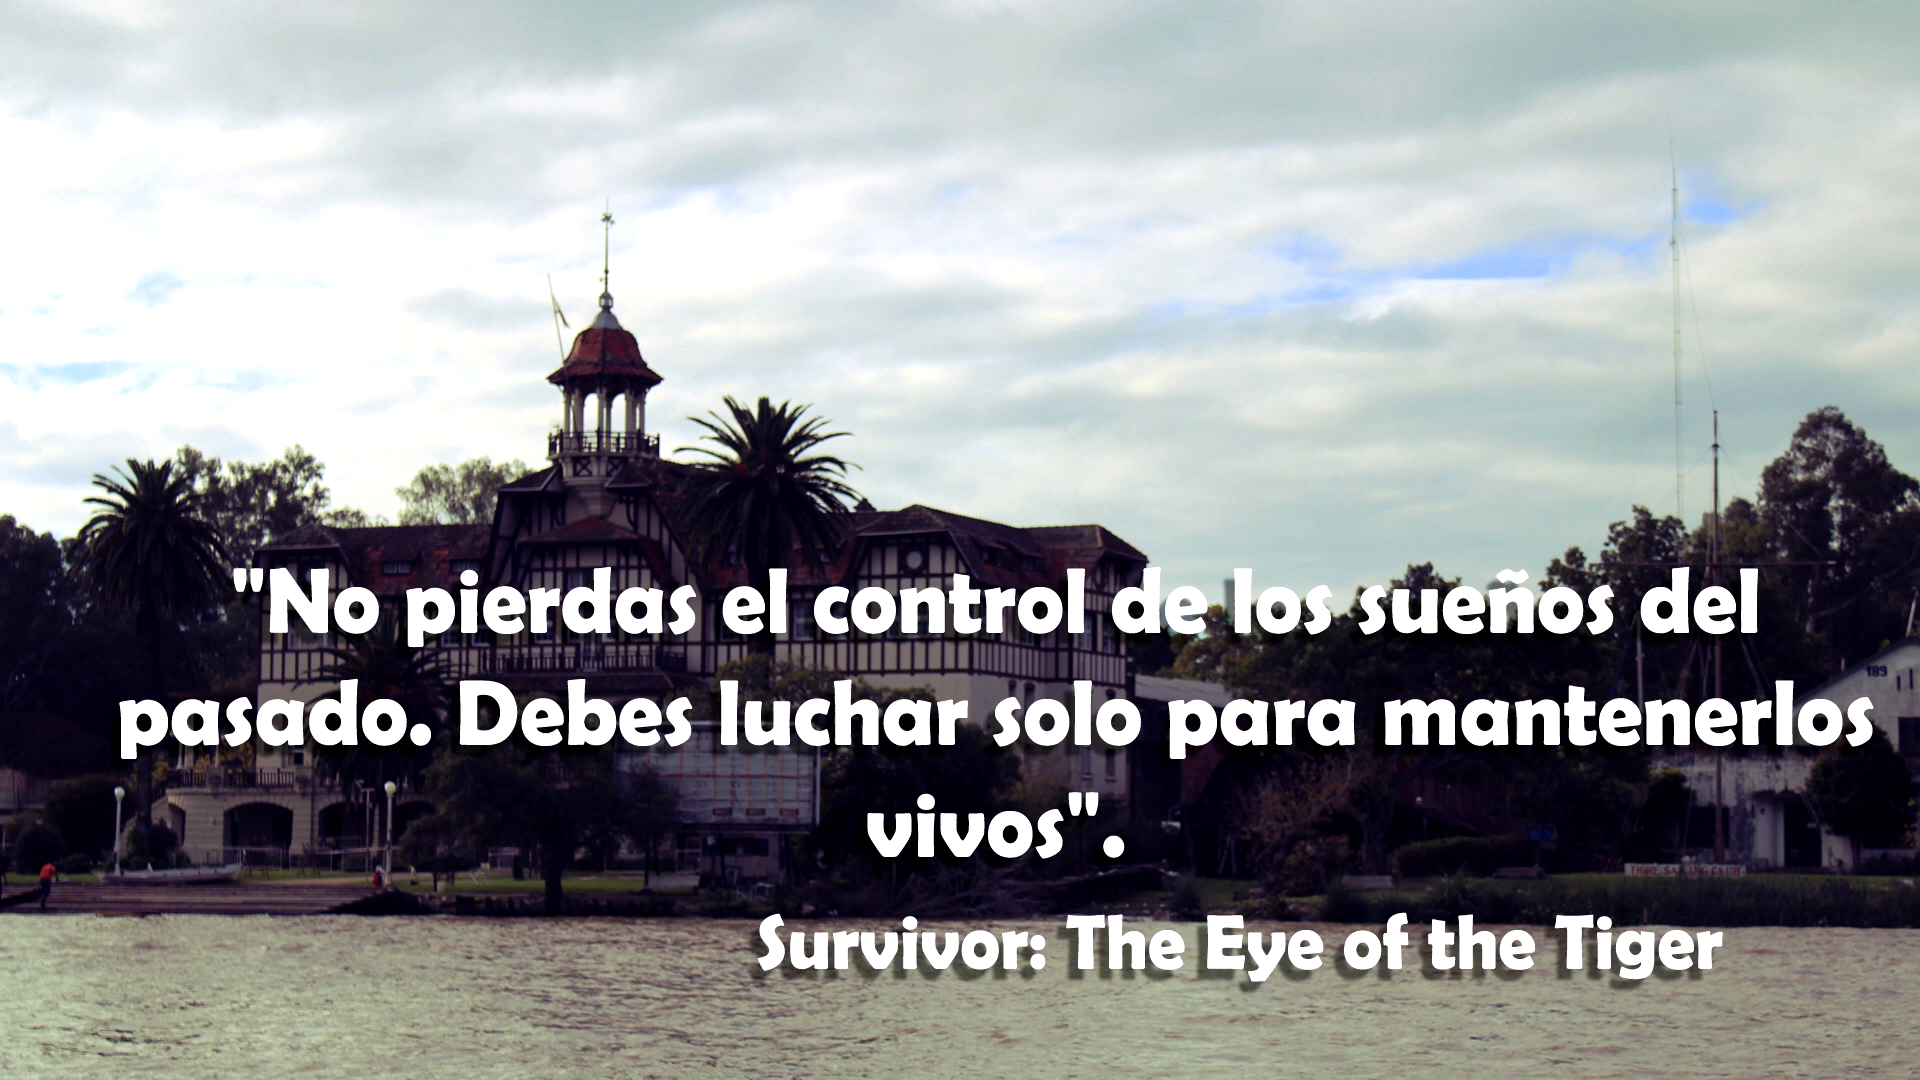 "No pierdas el control de los sueños del
pasado. Debes luchar solo para mantenerlos
vivos".
Survivor: The Eye of the Tiger
189